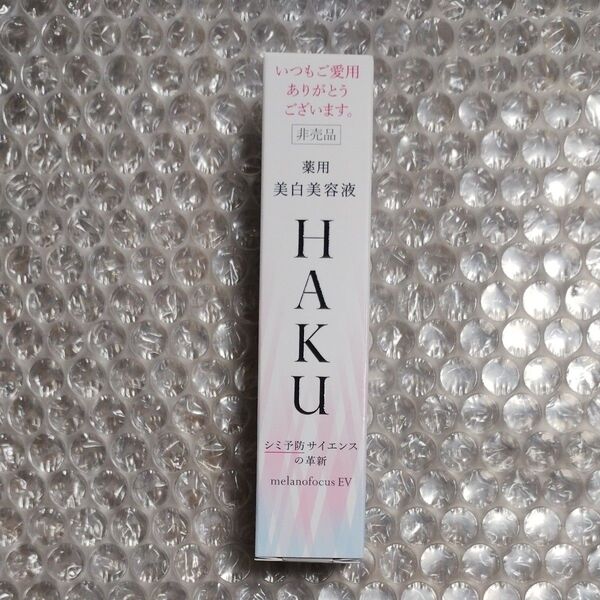 いつもご愛用
ありがとう
ございます。
非売品
薬用
美白美容液
HAKU
シミ予防サイエンス
の革新
melanofocus EV